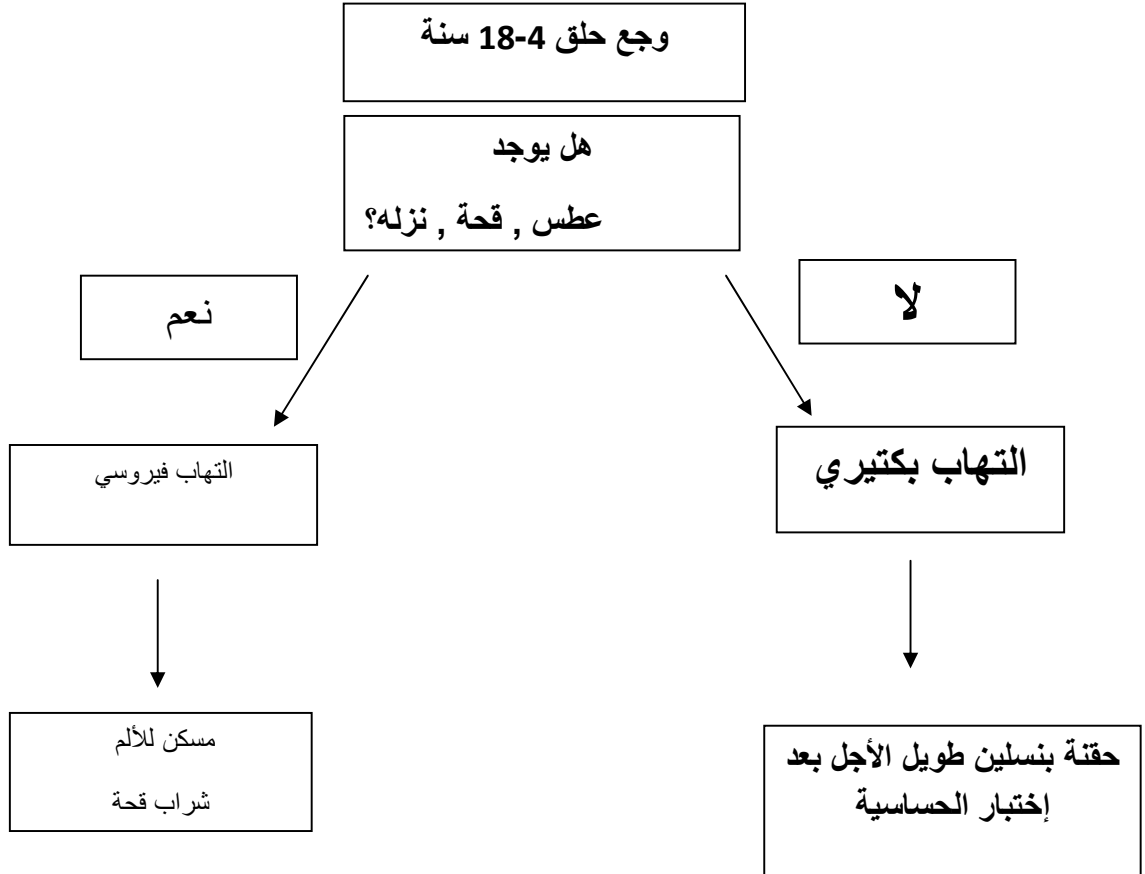 وجع حلق 4-18 سنة
هل يوجد
عطس , قحة , نزله؟
نعم
لا
التهاب فيروسي
التهاب بكتيري
مسكن للألم
شراب قحة
حقنة بنسلين طويل الأجل بعد
إختبار الحساسية